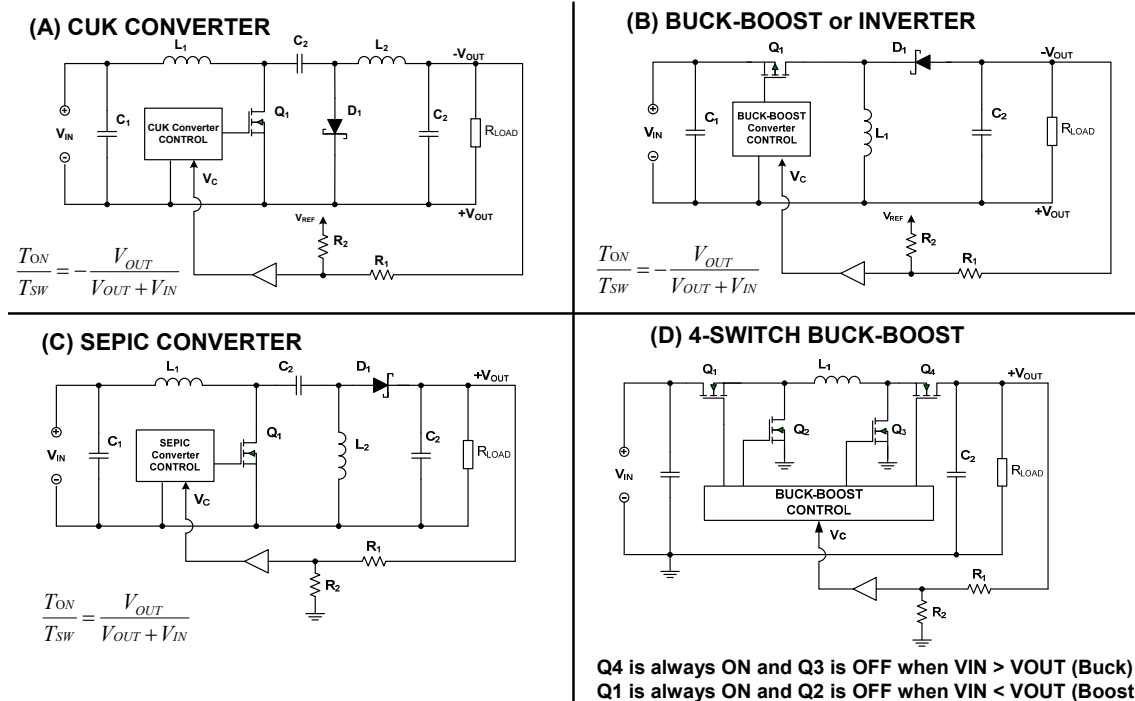 (A) CUK CONVERTER
L1
C2
L2
-VOUT
VIN
C1
CUK Converter
CONTROL
Q1
D1
C2
RLOAD
VC
+VOUT
VREF
R2
R1
TON
TSW
= -
VOUT
VOUT + VIN
(B) BUCK-BOOST or INVERTER
Q1
D1
-VOUT
VIN
C1
BUCK-BOOST
Converter
CONTROL
L1
C2
RLOAD
VC
+VOUT
VREF
R2
R1
TON
TSW
= -
VOUT
VOUT + VIN
(C) SEPIC CONVERTER
L1
C2
D1
+VOUT
VIN
C1
SEPIC
Converter
CONTROL
Q1
L2
C2
RLOAD
VC
R1
R2
TON
TSW
=
VOUT
VOUT + VIN
(D) 4-SWITCH BUCK-BOOST
Q1
L1
Q4
+VOUT
Q2
Q3
VIN
C2
RLOAD
BUCK-BOOST
CONTROL
Vc
R1
R2
Q4 is always ON and Q3 is OFF when VIN > VOUT (Buck)
Q1 is always ON and Q2 is OFF when VIN < VOUT (Boost